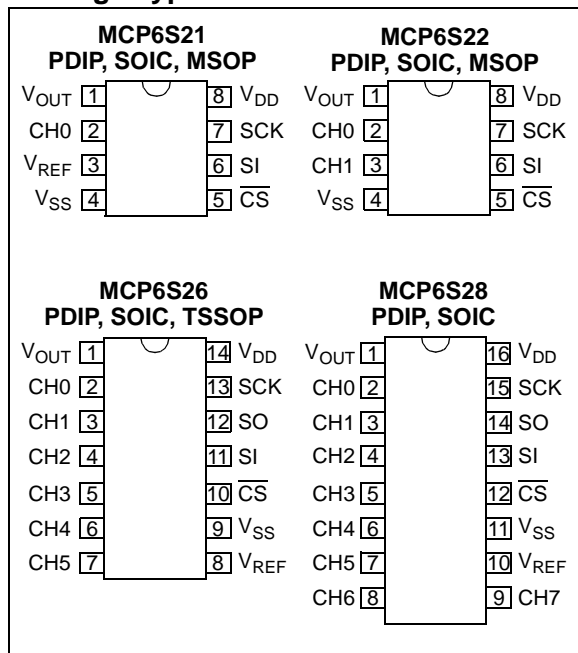 MCP6S21
PDIP, SOIC, MSOP
VOUT 1 8 VDD
CH0 2 7 SCK
VREF 3 6 SI
VSS 4 5 CS
MCP6S22
PDIP, SOIC, MSOP
VOUT 1 8 VDD
CH0 2 7 SCK
CH1 3 6 SI
VSS 4 5 CS
MCP6S26
PDIP, SOIC, TSSOP
VOUT 1 14 VDD
CH0 2 13 SCK
CH1 3 12 SO
CH2 4 11 SI
CH3 5 10 CS
CH4 6 9 VSS
CH5 7 8 VREF
MCP6S28
PDIP, SOIC
VOUT 1 16 VDD
CH0 2 15 SCK
CH1 3 14 SO
CH2 4 13 SI
CH3 5 12 CS
CH4 6 11 VSS
CH5 7 10 VREF
CH6 8 9 CH7